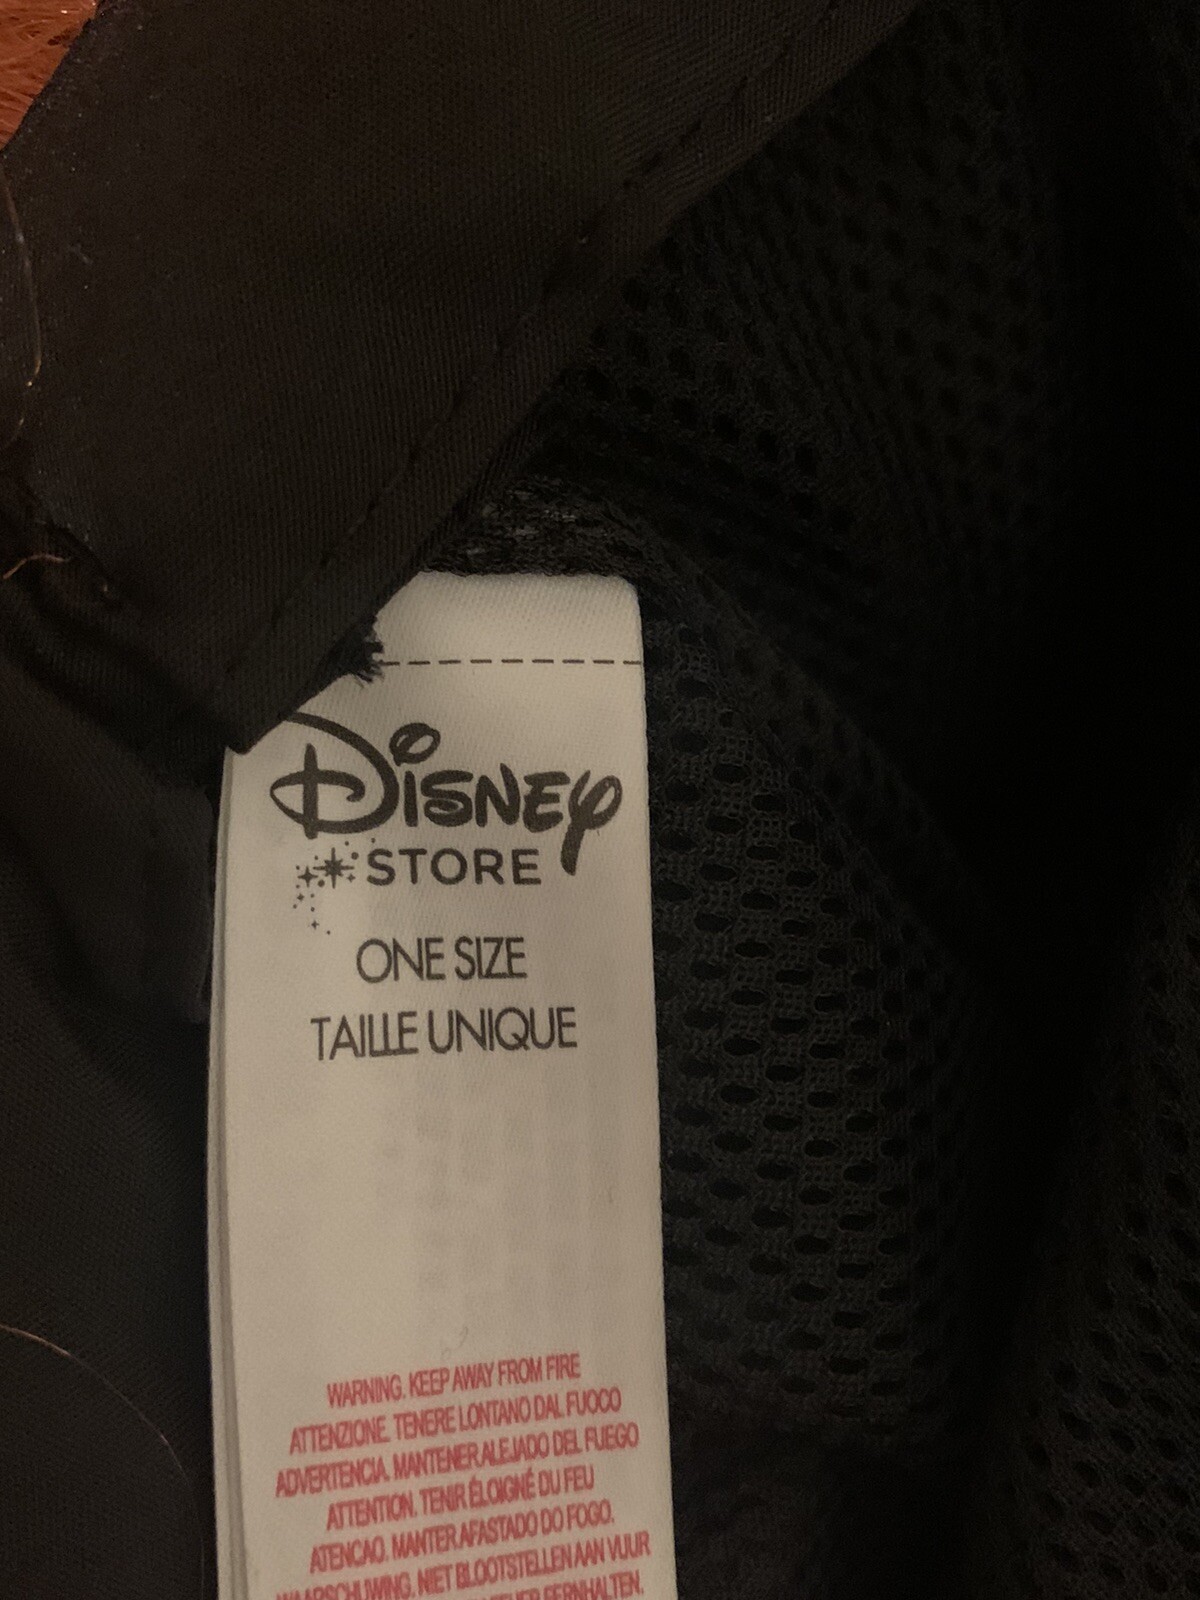 Disney
STORE
ONE SIZE
TAILLE UNIQUE
WARNING. KEEP AWAY FROM FIRE
ATTENZIONE. TENERE LONTANO DAL FUOCO
ADVERTENCIA. MANTENER ALEJADO DEL FUEGO
ATTENTION. TENIR ÉLOIGNÉ DU FEU
ATENCAO. MANTER AFASTADO DO FOGO.
WAARSCHUWING. NIET BLOOTSTELLEN AAN VUUR
FERNHALTEN.